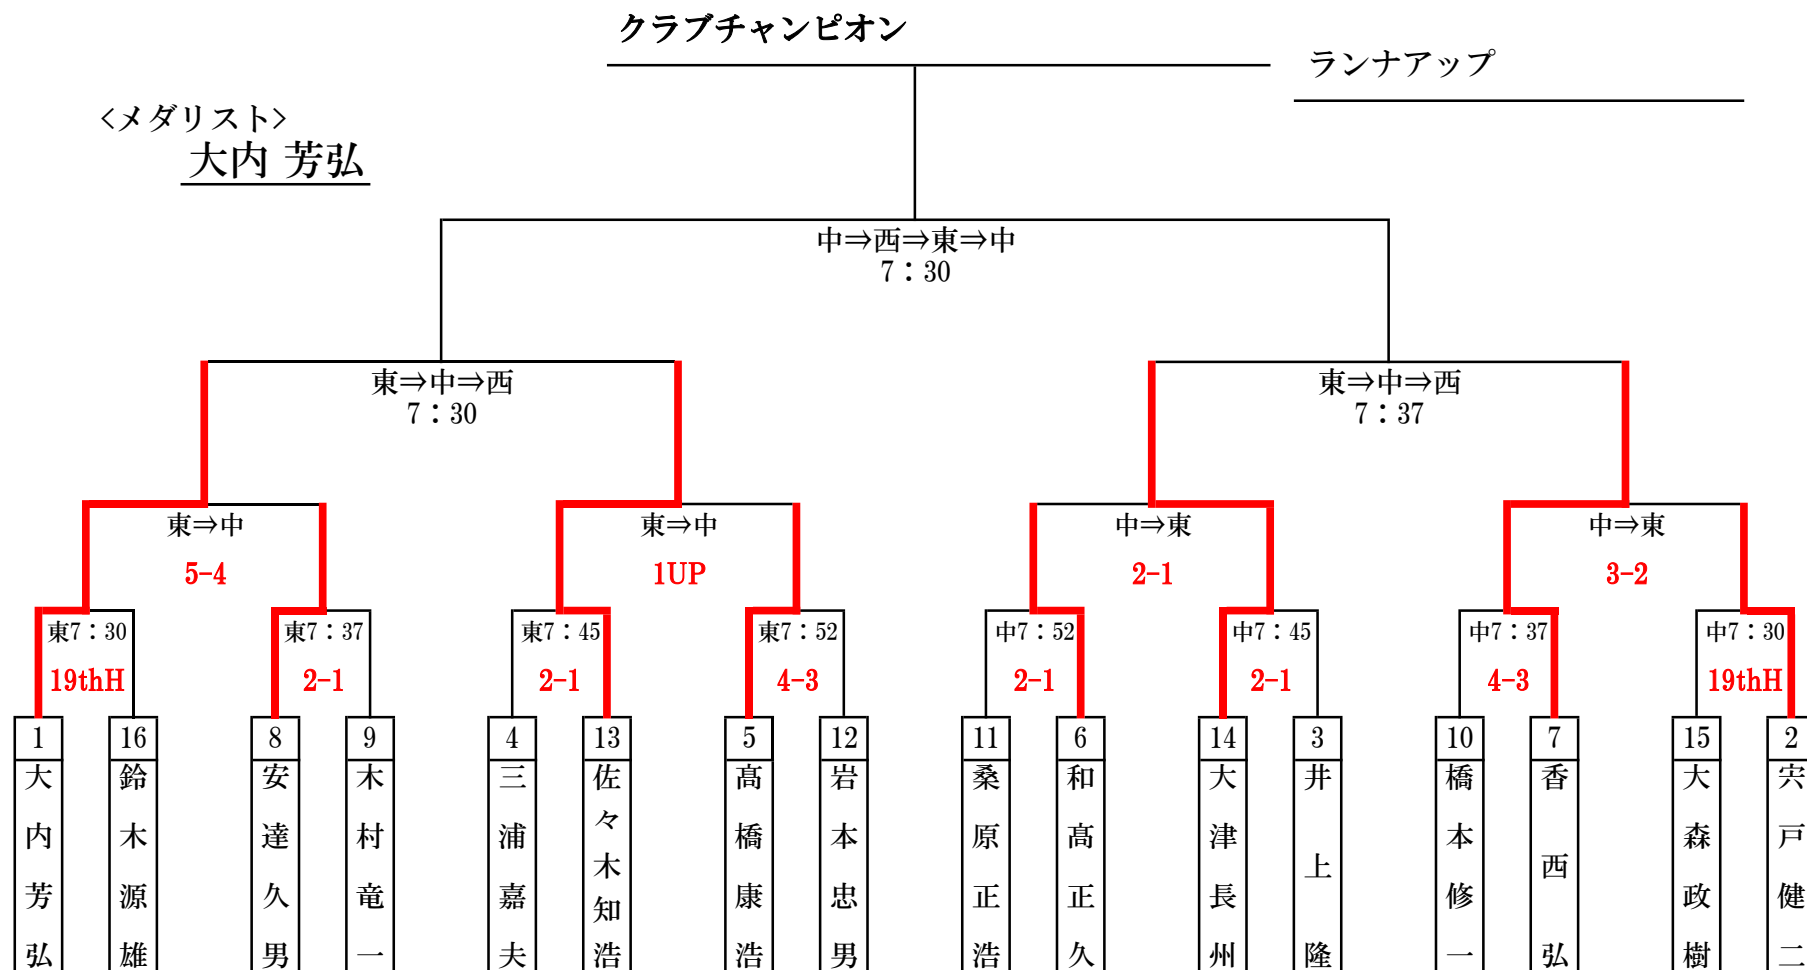 クラブチャンピオン
ランナアップ
<メダリスト>
大内 芳弘
中⇒西⇒東⇒中
7：30
東⇒中⇒西
7：30
東⇒中⇒西
7：37
東⇒中
5-4
東⇒中
1UP
中⇒東
2-1
中⇒東
3-2
東7：30
19thH
東7：37
2-1
東7：45
2-1
東7：52
4-3
中7：52
2-1
中7：45
2-1
中7：37
4-3
中7：30
19thH
1
大内芳弘
16
鈴木源雄
8
安達久男
9
木村竜一
4
三浦嘉夫
13
佐々木知浩
5
髙橋康浩
12
岩本忠男
11
桑原正浩
6
和髙正久
14
大津長州
3
井上隆
10
橋本修一
7
香西弘
15
大森政樹
2
宍戸健二